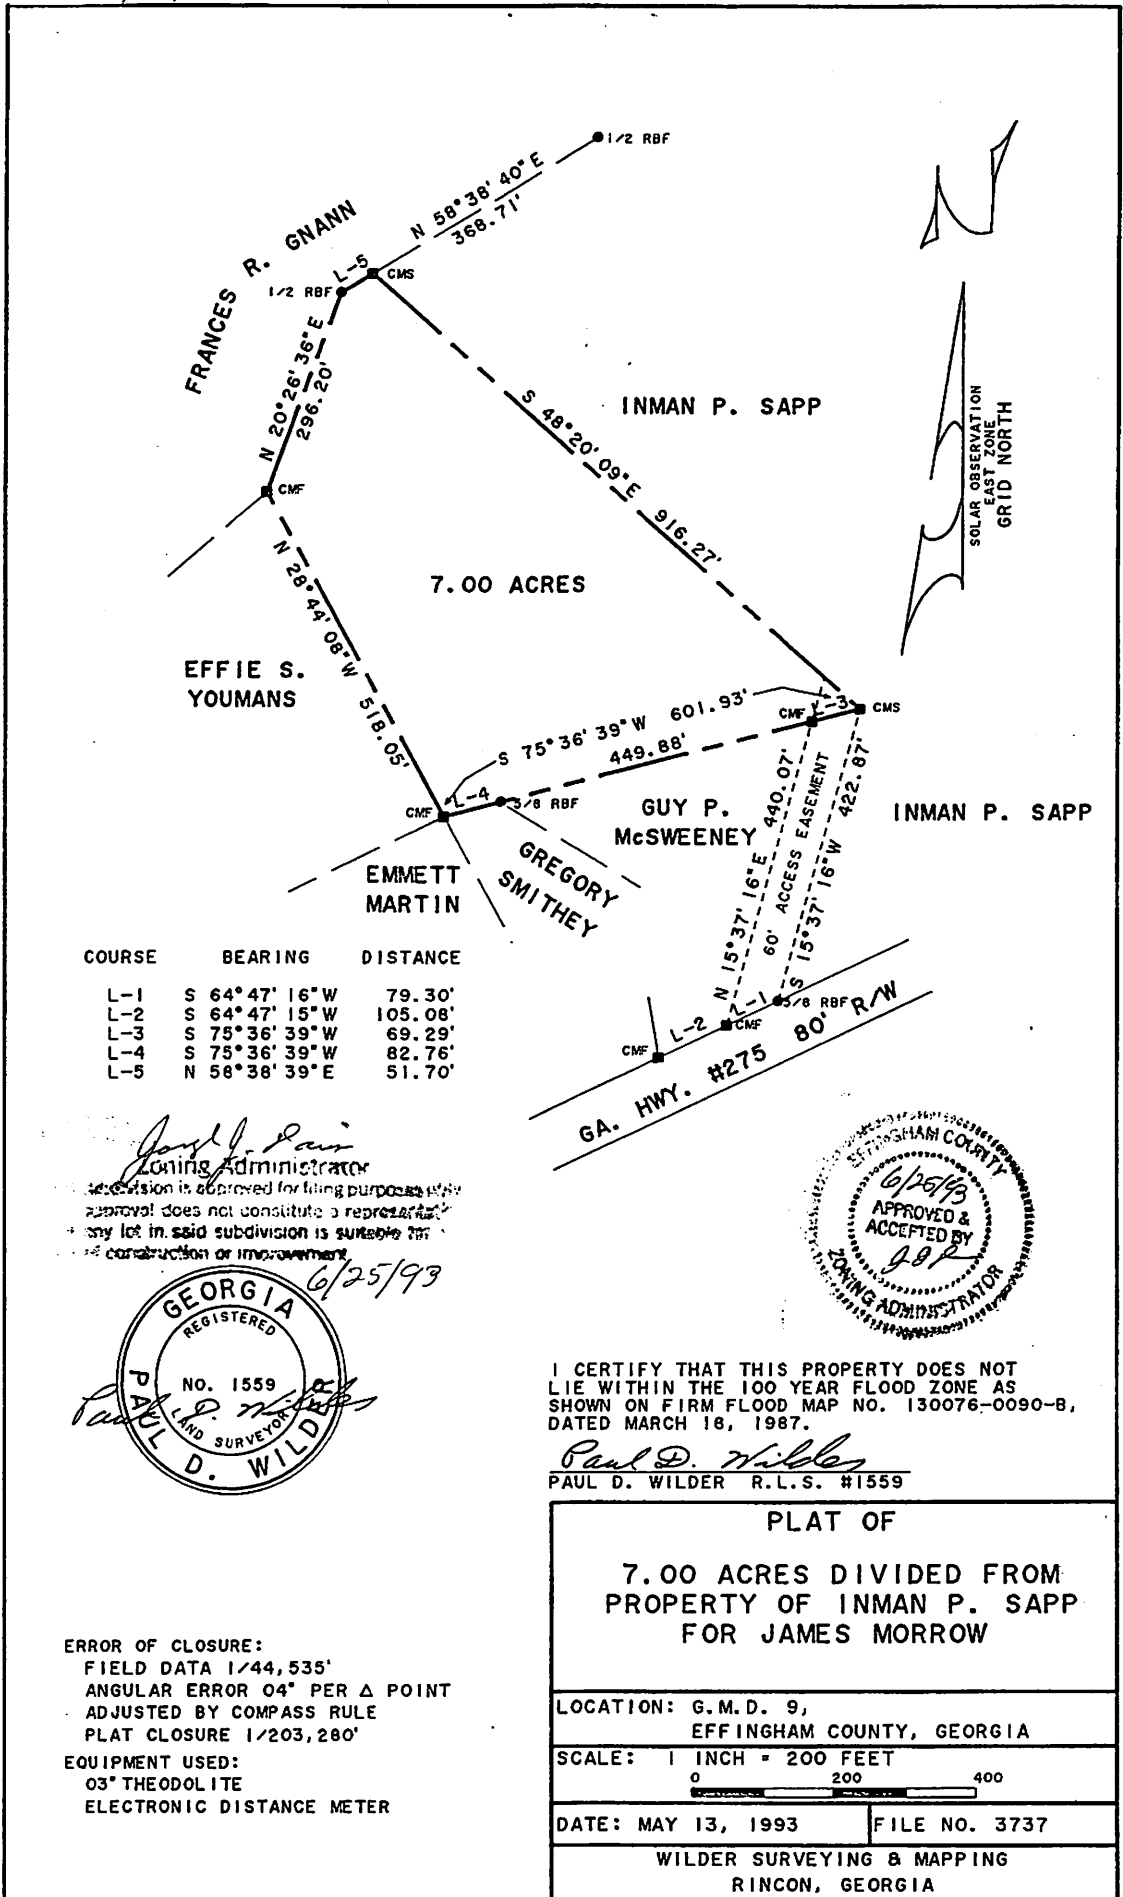 1/2 RBF
N 58°38'40"E
368.71'
FRANCES R. GNANN
L-5
CMS
1/2 RBF
N 20°26'36"E
296.20'
INMAN P. SAPP
S 48°20'09"E 916.27'
SOLAR OBSERVATION
EAST ZONE
GRID NORTH
CMF
N 28°44'08"W 518.05'
7.00 ACRES
EFFIE S.
YOUMANS
S 75°36'39"W 601.93'
449.88'
CMF
L-3
CMS
CMF
L-4
5/8 RBF
GUY P.
McSWEENEY
INMAN P. SAPP
N 15°37'16"E 440.07'
60' ACCESS EASEMENT
S 15°37'16"W 422.87'
EMMETT
MARTIN
GREGORY
SMITHEY
COURSE BEARING DISTANCE
L-1 S 64°47'16"W 79.30'
L-2 S 64°47'15"W 105.08'
L-3 S 75°36'39"W 69.29'
L-4 S 75°36'39"W 82.76'
L-5 N 58°38'39"E 51.70'
L-1
5/8 RBF
L-2
CMF
CMF
GA. HWY. #275 80' R/W
Zoning Administrator
is approved for filing purposes
approval does not constitute a
any lot in said subdivision is suitable
construction or improvement
6/25/93
GEORGIA
REGISTERED
NO. 1559
LAND SURVEYOR
PAUL D. WILDER
Paul D. Wilder
EFFINGHAM COUNTY
6/25/93
APPROVED &
ACCEPTED BY
ZONING ADMINISTRATOR
I CERTIFY THAT THIS PROPERTY DOES NOT
LIE WITHIN THE 100 YEAR FLOOD ZONE AS
SHOWN ON FIRM FLOOD MAP NO. 130076-0090-B,
DATED MARCH 16, 1987.
Paul D. Wilder
PAUL D. WILDER R.L.S. #1559
PLAT OF
7.00 ACRES DIVIDED FROM
PROPERTY OF INMAN P. SAPP
FOR JAMES MORROW
ERROR OF CLOSURE:
FIELD DATA 1/44,535'
ANGULAR ERROR 04" PER Δ POINT
ADJUSTED BY COMPASS RULE
PLAT CLOSURE 1/203,280'
EQUIPMENT USED:
03" THEODOLITE
ELECTRONIC DISTANCE METER
LOCATION: G.M.D. 9,
EFFINGHAM COUNTY, GEORGIA
SCALE: 1 INCH = 200 FEET
0 200 400
DATE: MAY 13, 1993
FILE NO. 3737
WILDER SURVEYING & MAPPING
RINCON, GEORGIA